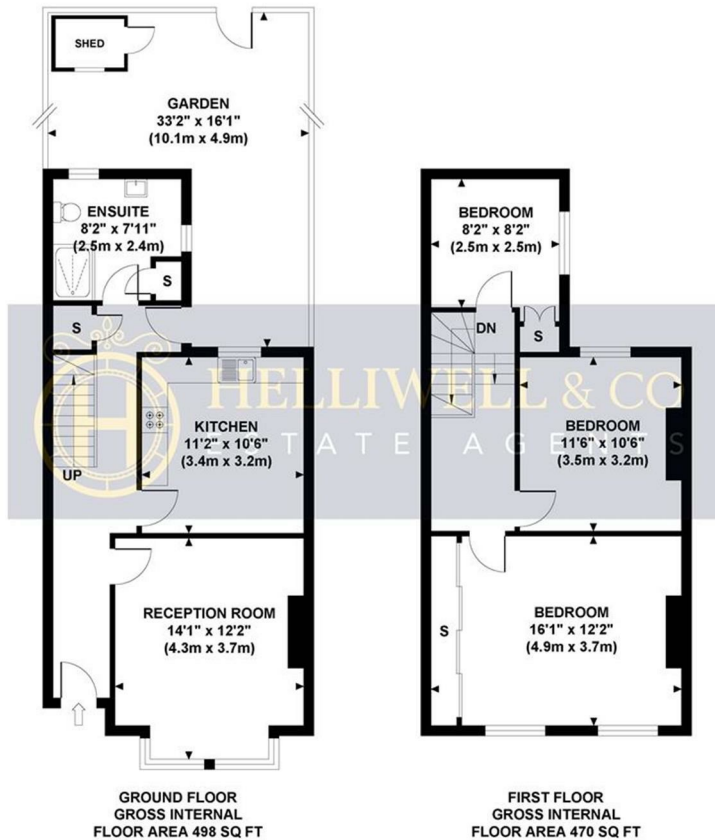 SHED
GARDEN
33'2" x 16'1"
(10.1m x 4.9m)
ENSUITE
8'2" x 7'11"
(2.5m x 2.4m)
S
S
UP
KITCHEN
11'2" x 10'6"
(3.4m x 3.2m)
RECEPTION ROOM
14'1" x 12'2"
(4.3m x 3.7m)
GROUND FLOOR
GROSS INTERNAL
FLOOR AREA 498 SQ FT
BEDROOM
8'2" x 8'2"
(2.5m x 2.5m)
DN
S
BEDROOM
11'6" x 10'6"
(3.5m x 3.2m)
S
BEDROOM
16'1" x 12'2"
(4.9m x 3.7m)
FIRST FLOOR
GROSS INTERNAL
FLOOR AREA 470 SQ FT
H
HELLIWELL & CO
ESTATE AGENTS